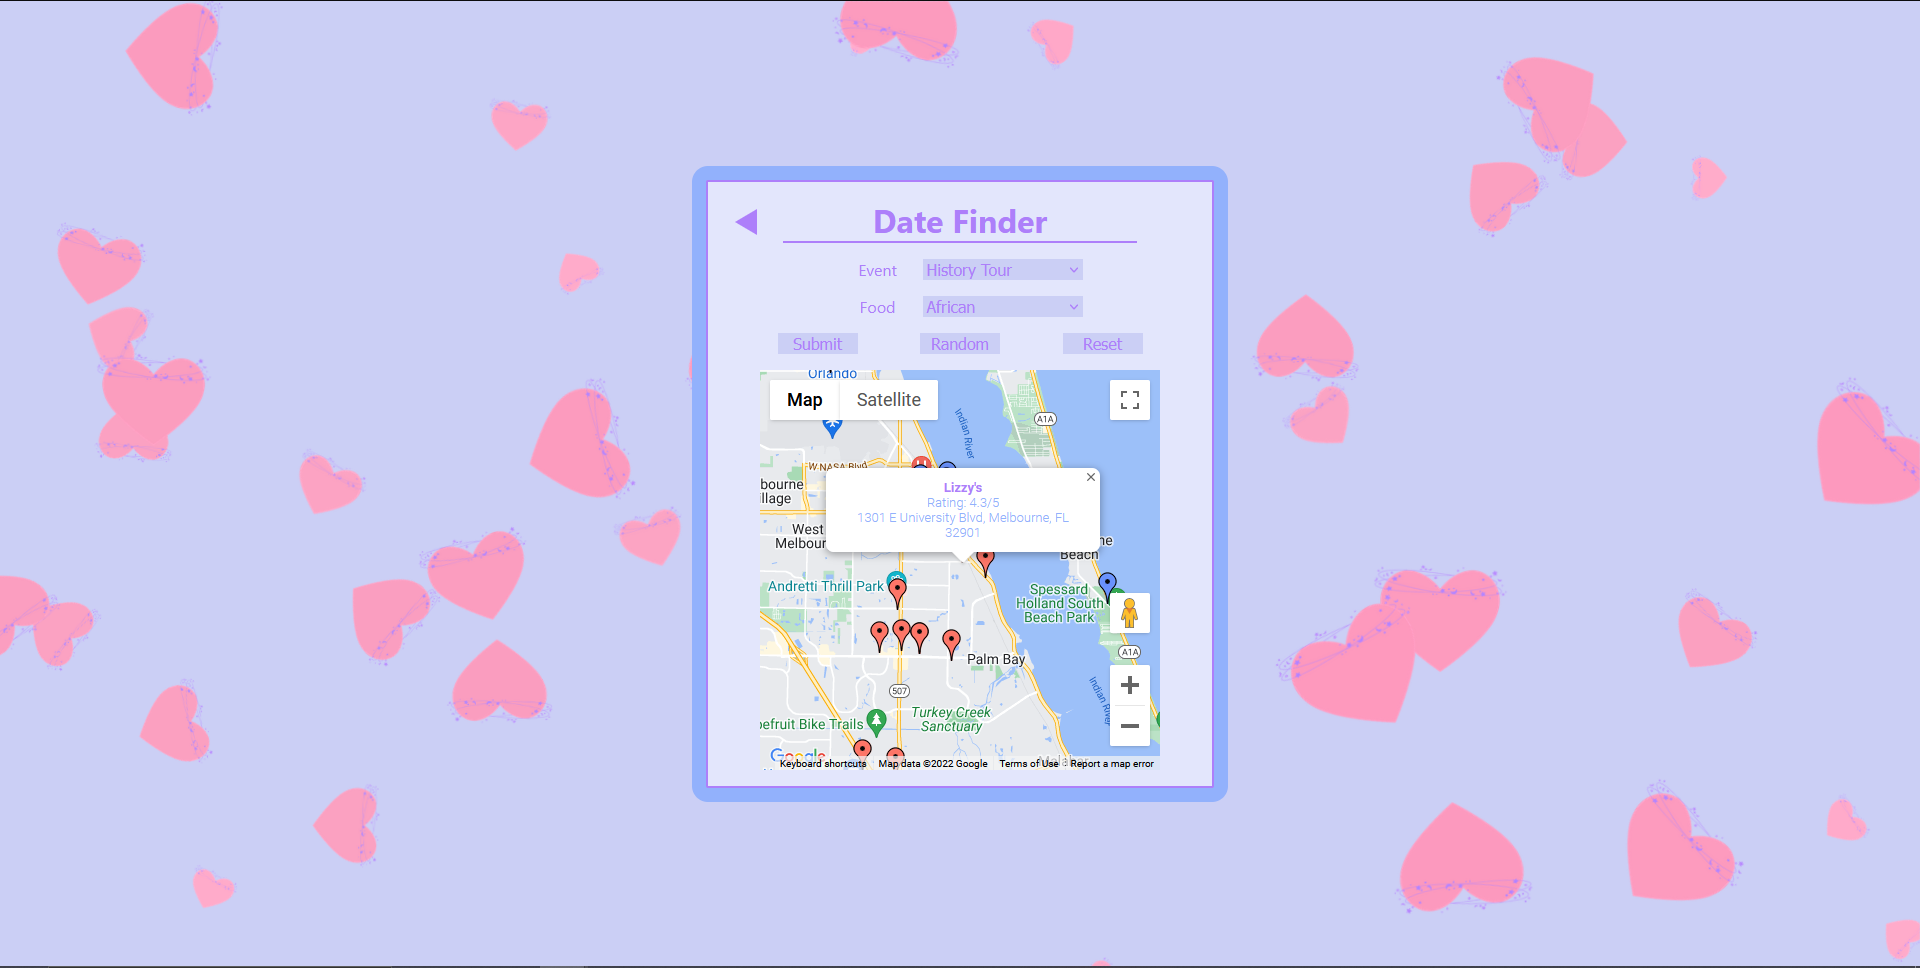 Date Finder
Event
History Tour
Food
African
Submit
Random
Reset
Orlando
Map
Satellite
A1A
Indian River
W NASA Blvd
bourne
illage
Lizzy's
Rating: 4.3/5
1301 E University Blvd, Melbourne, FL
32901
West
Melbour
ne
Beach
Andretti Thrill Park
Spessard
Holland South
Beach Park
Palm Bay
A1A
507
Indian River
Turkey Creek
Sanctuary
efruit Bike Trails
Google
Malabar
Keyboard shortcuts
Map data ©2022 Google
Terms of Use
Report a map error